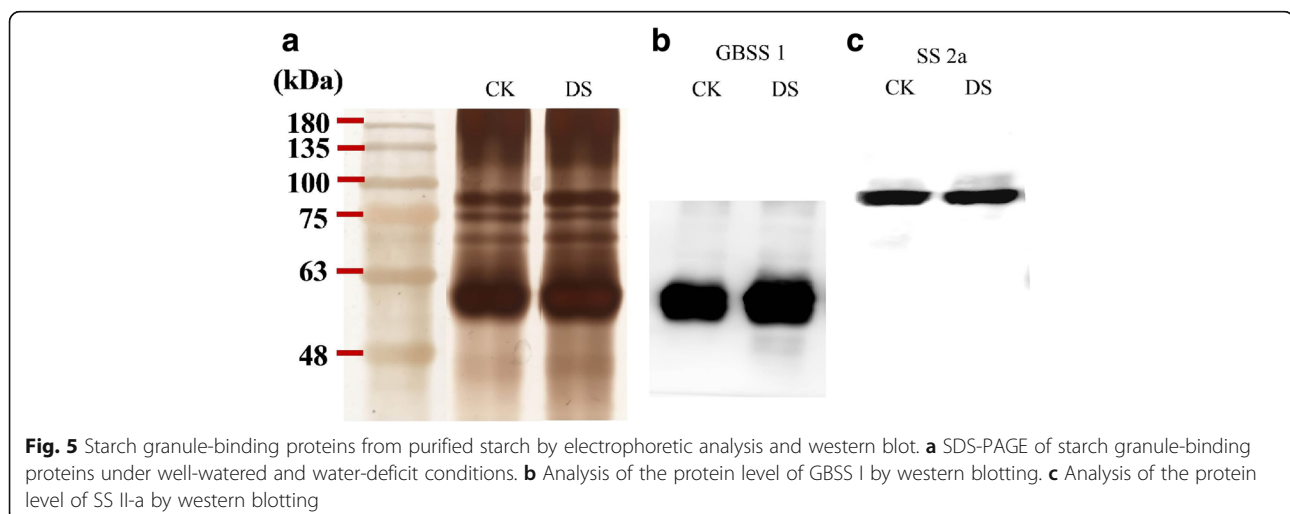 a
b
c
(kDa)
GBSS 1
SS 2a
CK DS
CK DS
CK DS
180
135
100
75
63
48
Fig. 5 Starch granule-binding proteins from purified starch by electrophoretic analysis and western blot. a SDS-PAGE of starch granule-binding
proteins under well-watered and water-deficit conditions. b Analysis of the protein level of GBSS I by western blotting. c Analysis of the protein
level of SS II-a by western blotting